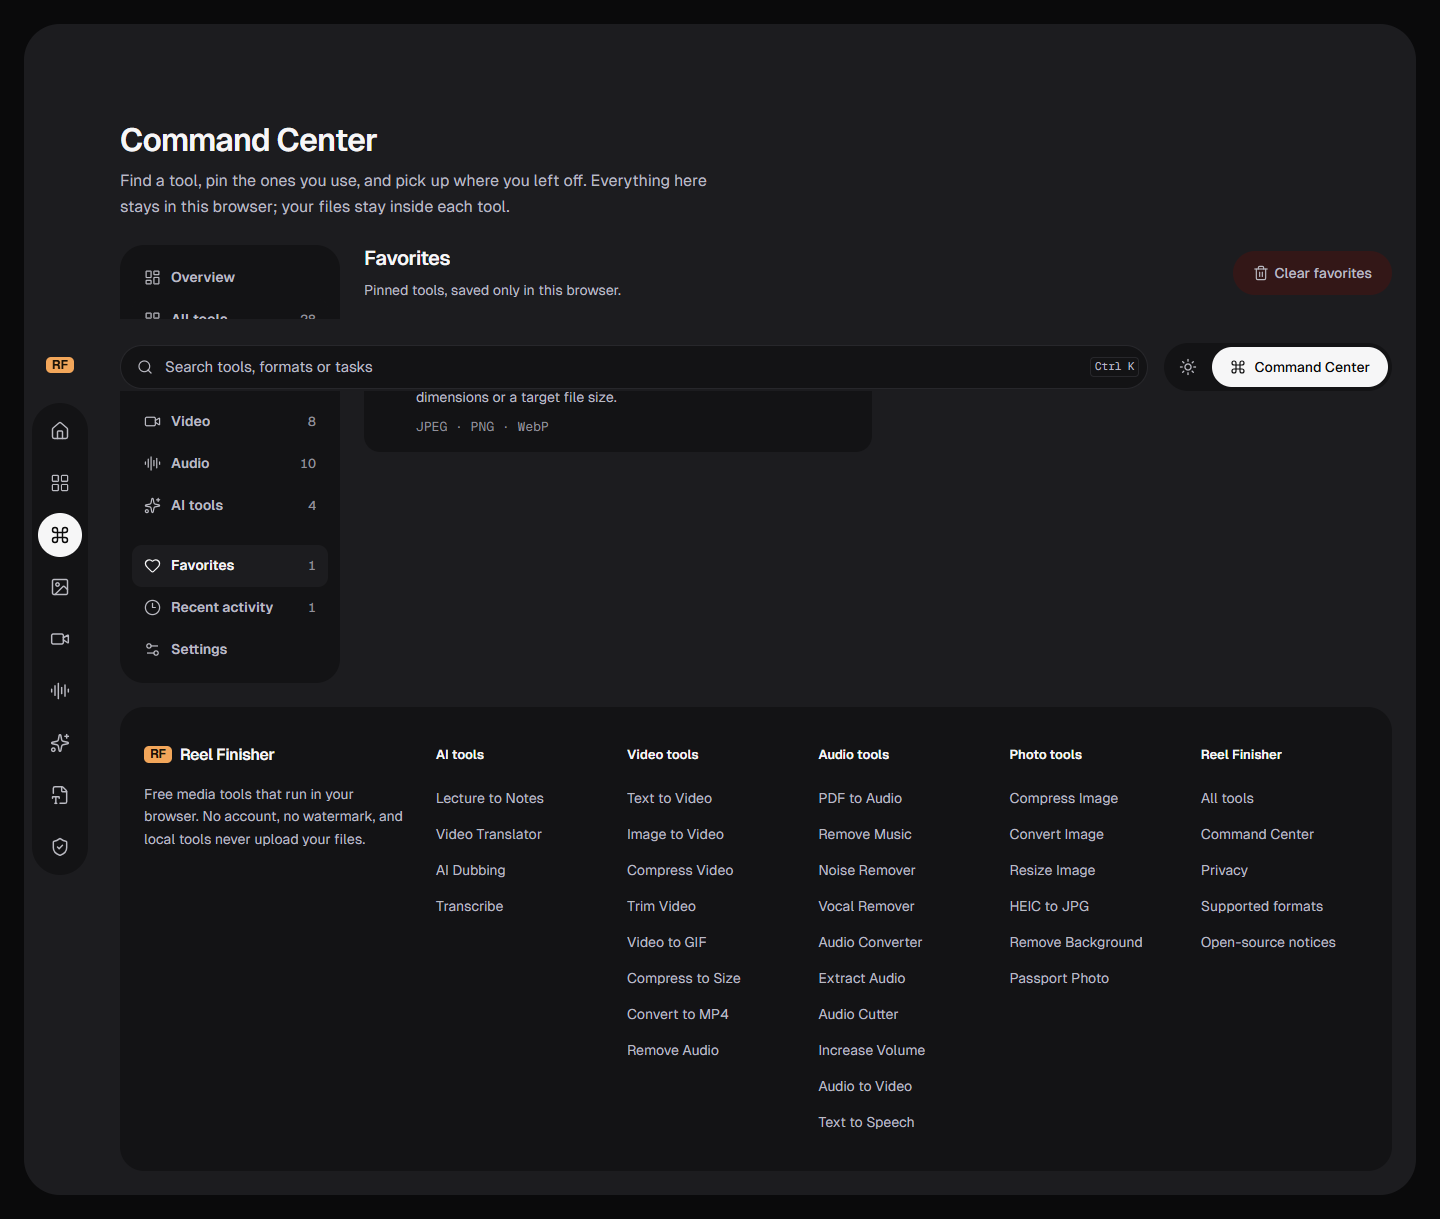 Command Center
Find a tool, pin the ones you use, and pick up where you left off. Everything here
stays in this browser; your files stay inside each tool.
Overview
All tools 28
Favorites
Pinned tools, saved only in this browser.
Clear favorites
RF
Search tools, formats or tasks
Ctrl K
Command Center
dimensions or a target file size.
JPEG · PNG · WebP
Video 8
Audio 10
AI tools 4
Favorites 1
Recent activity 1
Settings
RF Reel Finisher
Free media tools that run in your
browser. No account, no watermark, and
local tools never upload your files.
AI tools
Lecture to Notes
Video Translator
AI Dubbing
Transcribe
Video tools
Text to Video
Image to Video
Compress Video
Trim Video
Video to GIF
Compress to Size
Convert to MP4
Remove Audio
Audio tools
PDF to Audio
Remove Music
Noise Remover
Vocal Remover
Audio Converter
Extract Audio
Audio Cutter
Increase Volume
Audio to Video
Text to Speech
Photo tools
Compress Image
Convert Image
Resize Image
HEIC to JPG
Remove Background
Passport Photo
Reel Finisher
All tools
Command Center
Privacy
Supported formats
Open-source notices